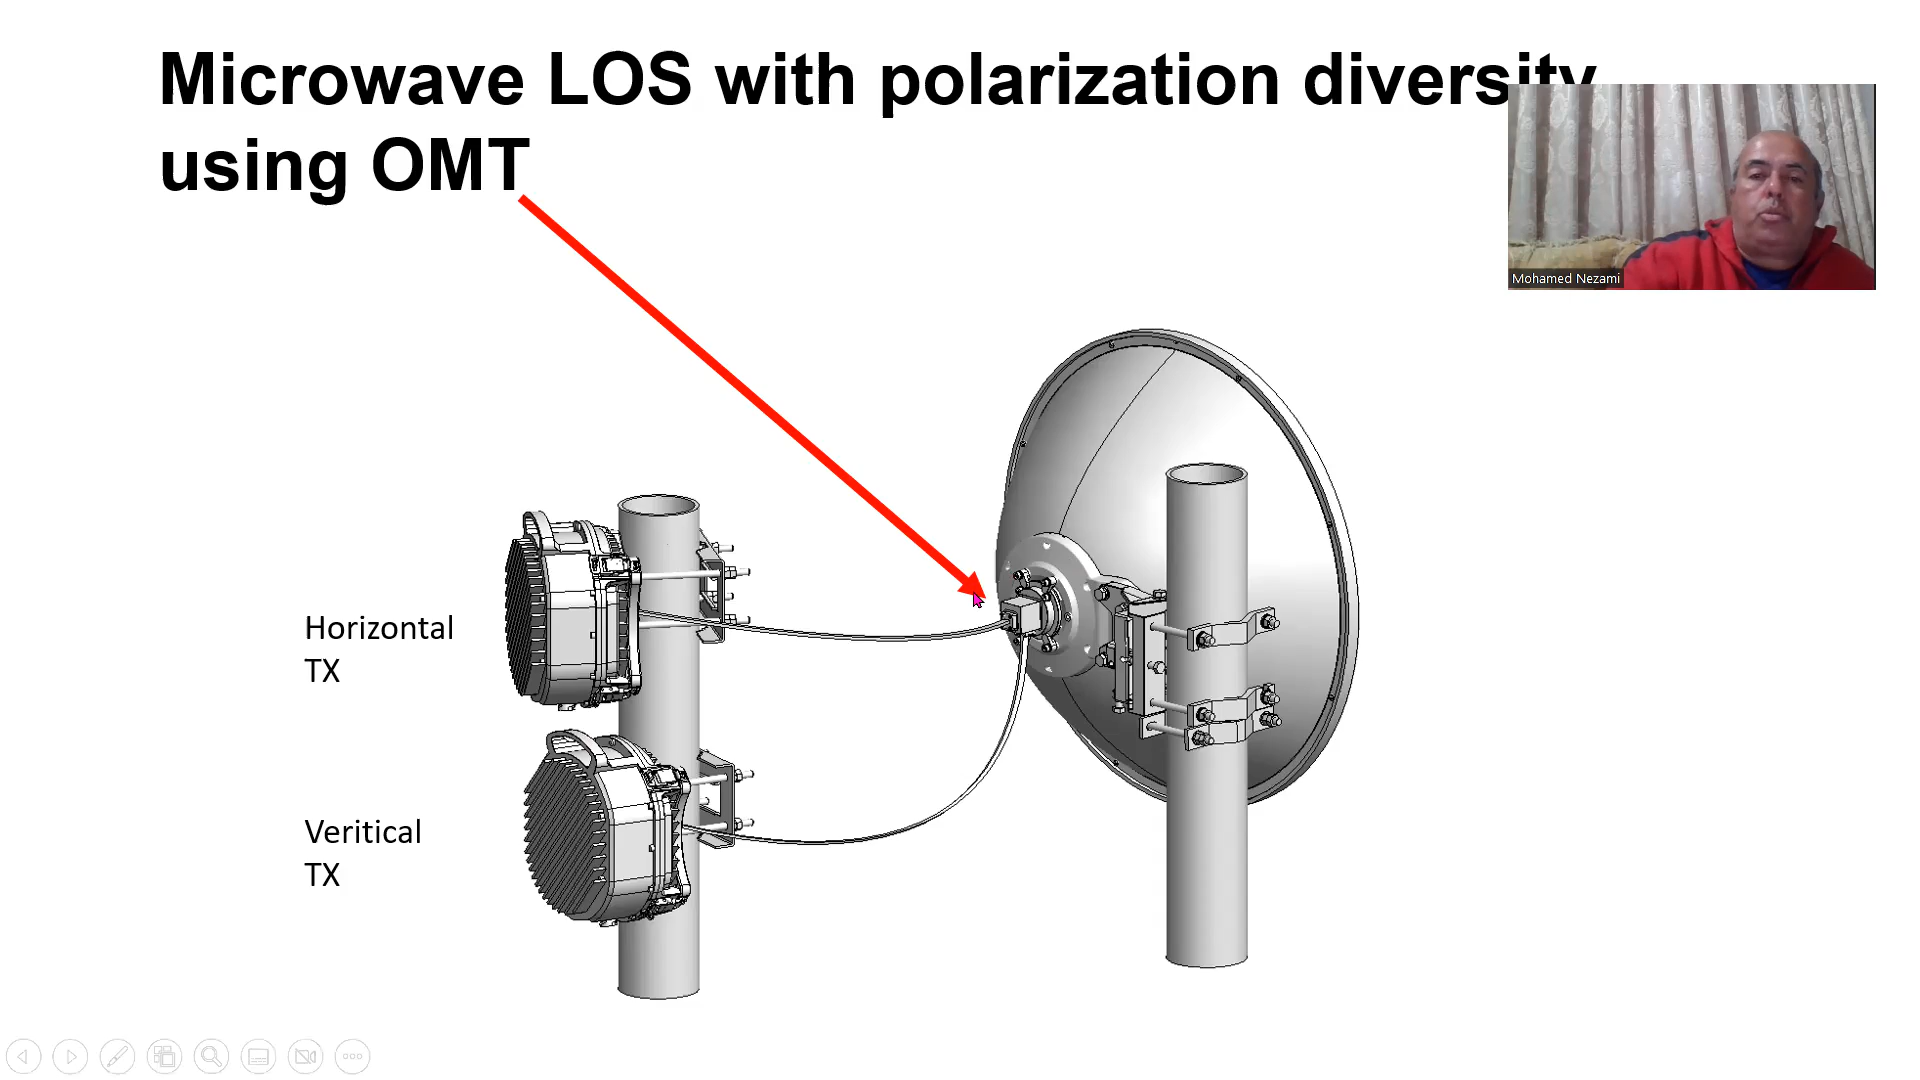 Microwave LOS with polarization diversity
using OMT
Mohamed Nezami
Horizontal
TX
Veritical
TX